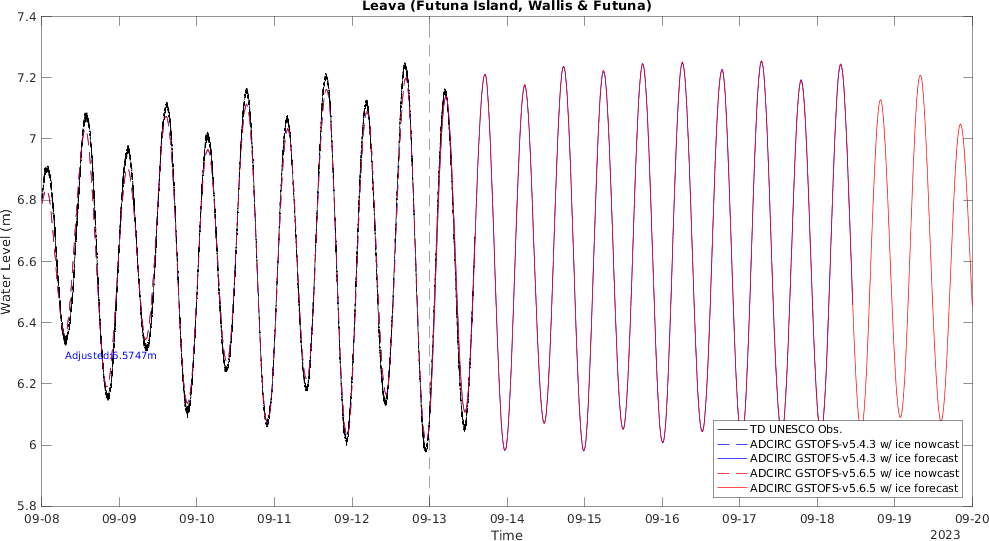 Leava (Futuna Island, Wallis & Futuna)
7.4
7.2
7
6.8
6.6
6.4
6.2
6
5.8
Water Level (m)
Adjusted:6.5747m
TD UNESCO Obs.
ADCIRC GSTOFS-v5.4.3 w/ ice nowcast
ADCIRC GSTOFS-v5.4.3 w/ ice forecast
ADCIRC GSTOFS-v5.6.5 w/ ice nowcast
ADCIRC GSTOFS-v5.6.5 w/ ice forecast
09-08 09-09 09-10 09-11 09-12 09-13 09-14 09-15 09-16 09-17 09-18 09-19 09-20
Time
2023